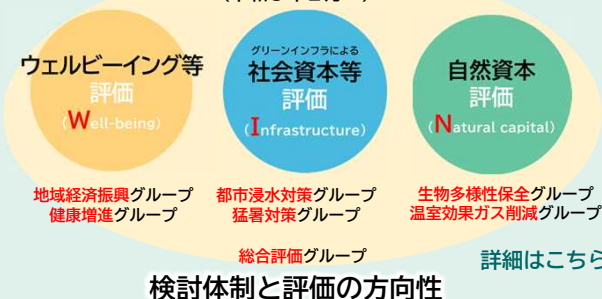 ウェルビーイング等
評価
(Well-being)
グリーンインフラによる
社会資本等
評価
(Infrastructure)
自然資本
評価
(Natural capital)
地域経済振興グループ
健康増進グループ
都市浸水対策グループ
猛暑対策グループ
生物多様性保全グループ
温室効果ガス削減グループ
総合評価グループ
詳細はこちら
検討体制と評価の方向性